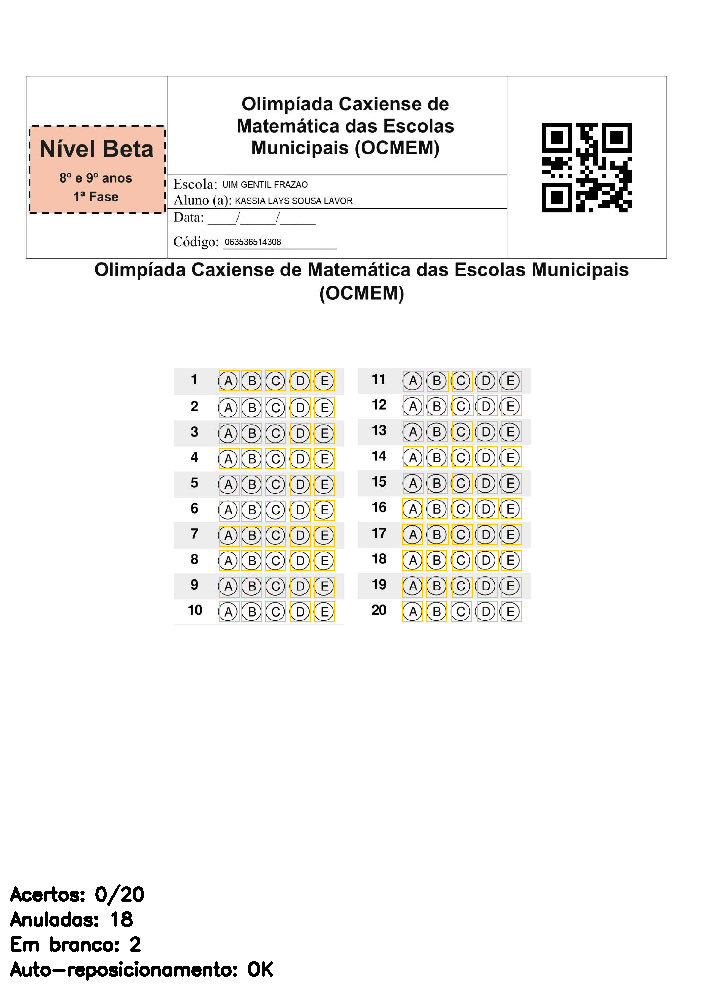 Olimpíada Caxiense de
Matemática das Escolas
Municipais (OCMEM)
Nível Beta
8º e 9º anos
1ª Fase
Escola: UIM GENTIL FRAZAO
Aluno (a): KASSIA LAYS SOUSA LAVOR
Data: ____/_____/_____
Código: 063536514308
Olimpíada Caxiense de Matemática das Escolas Municipais
(OCMEM)
1 A B C D E
2 A B C D E
3 A B C D E
4 A B C D E
5 A B C D E
6 A B C D E
7 A B C D E
8 A B C D E
9 A B C D E
10 A B C D E
11 A B C D E
12 A B C D E
13 A B C D E
14 A B C D E
15 A B C D E
16 A B C D E
17 A B C D E
18 A B C D E
19 A B C D E
20 A B C D E
Acertos: 0/20
Anuladas: 18
Em branco: 2
Auto-reposicionamento: OK